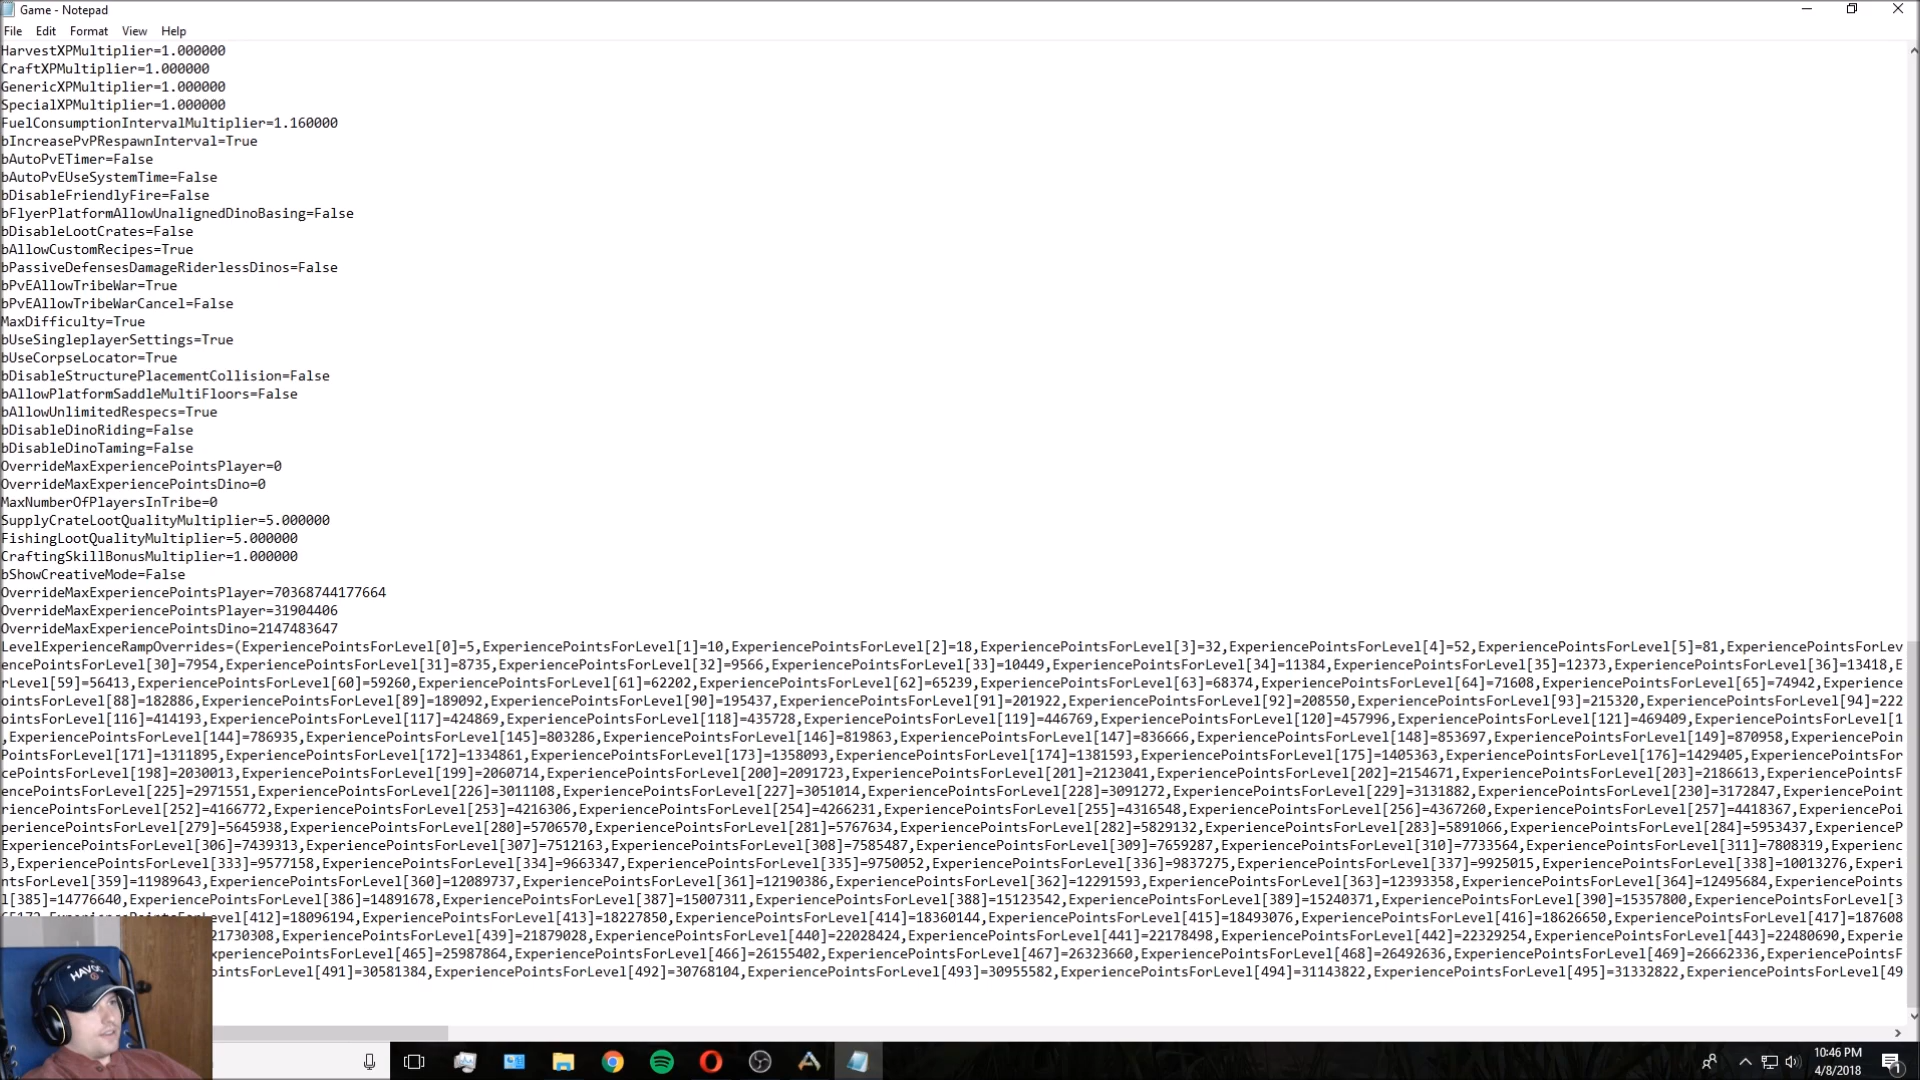 Game - Notepad
File Edit Format View Help
HarvestXPMultiplier=1.000000
CraftXPMultiplier=1.000000
GenericXPMultiplier=1.000000
SpecialXPMultiplier=1.000000
FuelConsumptionIntervalMultiplier=1.160000
bIncreasePvPRespawnInterval=True
bAutoPvETimer=False
bAutoPvEUseSystemTime=False
bDisableFriendlyFire=False
bFlyerPlatformAllowUnalignedDinoBasing=False
bDisableLootCrates=False
bAllowCustomRecipes=True
bPassiveDefensesDamageRiderlessDinos=False
bPvEAllowTribeWar=True
bPvEAllowTribeWarCancel=False
MaxDifficulty=True
bUseSingleplayerSettings=True
bUseCorpseLocator=True
bDisableStructurePlacementCollision=False
bAllowPlatformSaddleMultiFloors=False
bAllowUnlimitedRespecs=True
bDisableDinoRiding=False
bDisableDinoTaming=False
OverrideMaxExperiencePointsPlayer=0
OverrideMaxExperiencePointsDino=0
MaxNumberOfPlayersInTribe=0
SupplyCrateLootQualityMultiplier=5.000000
FishingLootQualityMultiplier=5.000000
CraftingSkillBonusMultiplier=1.000000
bShowCreativeMode=False
OverrideMaxExperiencePointsPlayer=70368744177664
OverrideMaxExperiencePointsPlayer=31904406
OverrideMaxExperiencePointsDino=2147483647
LevelExperienceRampOverrides=(ExperiencePointsForLevel[0]=5,ExperiencePointsForLevel[1]=10,ExperiencePointsForLevel[2]=18,ExperiencePointsForLevel[3]=32,ExperiencePointsForLevel[4]=52,ExperiencePointsForLevel[5]=81,ExperiencePointsForLev
encePointsForLevel[30]=7954,ExperiencePointsForLevel[31]=8735,ExperiencePointsForLevel[32]=9566,ExperiencePointsForLevel[33]=10449,ExperiencePointsForLevel[34]=11384,ExperiencePointsForLevel[35]=12373,ExperiencePointsForLevel[36]=13418,E
rLevel[59]=56413,ExperiencePointsForLevel[60]=59260,ExperiencePointsForLevel[61]=62202,ExperiencePointsForLevel[62]=65239,ExperiencePointsForLevel[63]=68374,ExperiencePointsForLevel[64]=71608,ExperiencePointsForLevel[65]=74942,Experience
ointsForLevel[88]=182886,ExperiencePointsForLevel[89]=189092,ExperiencePointsForLevel[90]=195437,ExperiencePointsForLevel[91]=201922,ExperiencePointsForLevel[92]=208550,ExperiencePointsForLevel[93]=215320,ExperiencePointsForLevel[94]=222
ointsForLevel[116]=414193,ExperiencePointsForLevel[117]=424869,ExperiencePointsForLevel[118]=435728,ExperiencePointsForLevel[119]=446769,ExperiencePointsForLevel[120]=457996,ExperiencePointsForLevel[121]=469409,ExperiencePointsForLevel[1
,ExperiencePointsForLevel[144]=786935,ExperiencePointsForLevel[145]=803286,ExperiencePointsForLevel[146]=819863,ExperiencePointsForLevel[147]=836666,ExperiencePointsForLevel[148]=853697,ExperiencePointsForLevel[149]=870958,ExperiencePoin
PointsForLevel[171]=1311895,ExperiencePointsForLevel[172]=1334861,ExperiencePointsForLevel[173]=1358093,ExperiencePointsForLevel[174]=1381593,ExperiencePointsForLevel[175]=1405363,ExperiencePointsForLevel[176]=1429405,ExperiencePointsFor
cePointsForLevel[198]=2030013,ExperiencePointsForLevel[199]=2060714,ExperiencePointsForLevel[200]=2091723,ExperiencePointsForLevel[201]=2123041,ExperiencePointsForLevel[202]=2154671,ExperiencePointsForLevel[203]=2186613,ExperiencePointsF
encePointsForLevel[225]=2971551,ExperiencePointsForLevel[226]=3011108,ExperiencePointsForLevel[227]=3051014,ExperiencePointsForLevel[228]=3091272,ExperiencePointsForLevel[229]=3131882,ExperiencePointsForLevel[230]=3172847,ExperiencePoint
riencePointsForLevel[252]=4166772,ExperiencePointsForLevel[253]=4216306,ExperiencePointsForLevel[254]=4266231,ExperiencePointsForLevel[255]=4316548,ExperiencePointsForLevel[256]=4367260,ExperiencePointsForLevel[257]=4418367,ExperiencePoi
periencePointsForLevel[279]=5645938,ExperiencePointsForLevel[280]=5706570,ExperiencePointsForLevel[281]=5767634,ExperiencePointsForLevel[282]=5829132,ExperiencePointsForLevel[283]=5891066,ExperiencePointsForLevel[284]=5953437,ExperienceP
ExperiencePointsForLevel[306]=7439313,ExperiencePointsForLevel[307]=7512163,ExperiencePointsForLevel[308]=7585487,ExperiencePointsForLevel[309]=7659287,ExperiencePointsForLevel[310]=7733564,ExperiencePointsForLevel[311]=7808319,Experienc
3,ExperiencePointsForLevel[333]=9577158,ExperiencePointsForLevel[334]=9663347,ExperiencePointsForLevel[335]=9750052,ExperiencePointsForLevel[336]=9837275,ExperiencePointsForLevel[337]=9925015,ExperiencePointsForLevel[338]=10013276,Experi
ntsForLevel[359]=11989643,ExperiencePointsForLevel[360]=12089737,ExperiencePointsForLevel[361]=12190386,ExperiencePointsForLevel[362]=12291593,ExperiencePointsForLevel[363]=12393358,ExperiencePointsForLevel[364]=12495684,ExperiencePoints
l[385]=14776640,ExperiencePointsForLevel[386]=14891678,ExperiencePointsForLevel[387]=15007311,ExperiencePointsForLevel[388]=15123542,ExperiencePointsForLevel[389]=15240371,ExperiencePointsForLevel[390]=15357800,ExperiencePointsForLevel[3
ExperiencePointsForLevel[412]=18096194,ExperiencePointsForLevel[413]=18227850,ExperiencePointsForLevel[414]=18360144,ExperiencePointsForLevel[415]=18493076,ExperiencePointsForLevel[416]=18626650,ExperiencePointsForLevel[417]=187608
21730308,ExperiencePointsForLevel[439]=21879028,ExperiencePointsForLevel[440]=22028424,ExperiencePointsForLevel[441]=22178498,ExperiencePointsForLevel[442]=22329254,ExperiencePointsForLevel[443]=22480690,Experie
periencePointsForLevel[465]=25987864,ExperiencePointsForLevel[466]=26155402,ExperiencePointsForLevel[467]=26323660,ExperiencePointsForLevel[468]=26492636,ExperiencePointsForLevel[469]=26662336,ExperiencePointsF
ointsForLevel[491]=30581384,ExperiencePointsForLevel[492]=30768104,ExperiencePointsForLevel[493]=30955582,ExperiencePointsForLevel[494]=31143822,ExperiencePointsForLevel[495]=31332822,ExperiencePointsForLevel[49
HAVOC
10:46 PM
4/8/2018
1